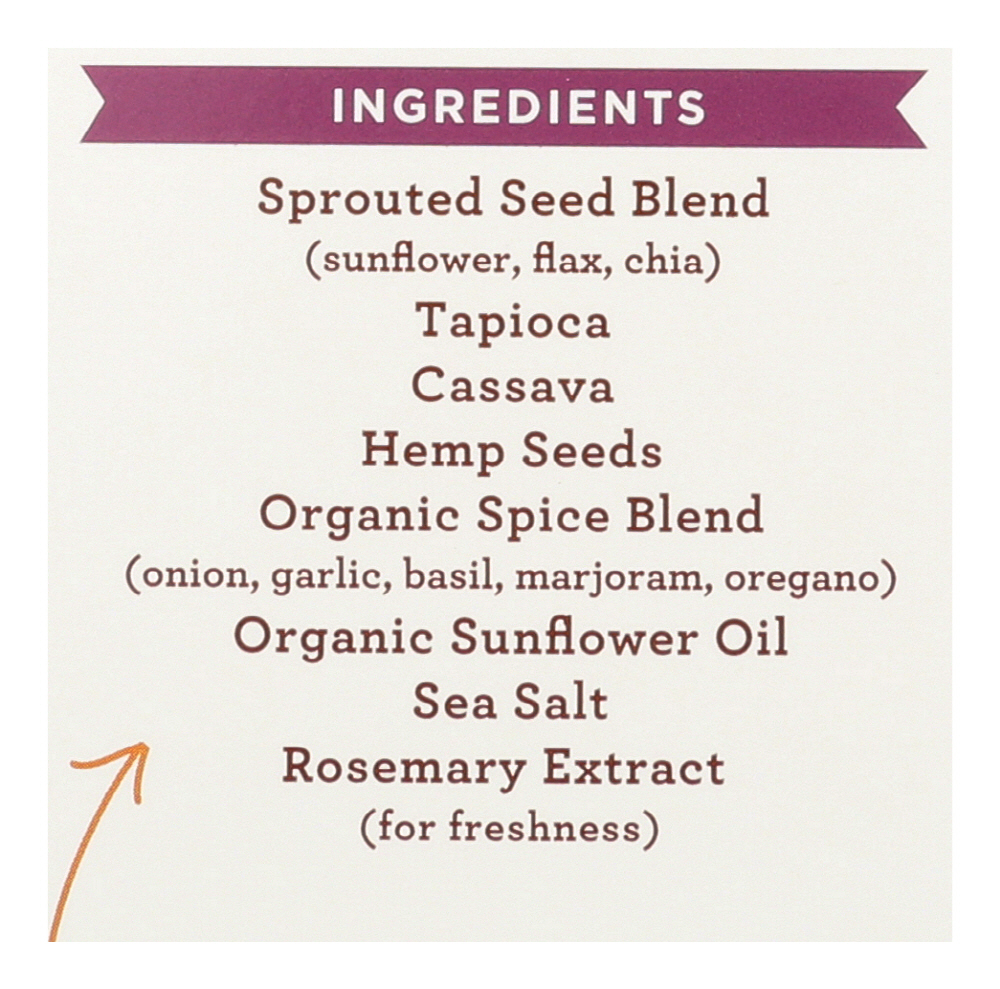 INGREDIENTS
Sprouted Seed Blend
(sunflower, flax, chia)
Tapioca
Cassava
Hemp Seeds
Organic Spice Blend
(onion, garlic, basil, marjoram, oregano)
Organic Sunflower Oil
Sea Salt
Rosemary Extract
(for freshness)